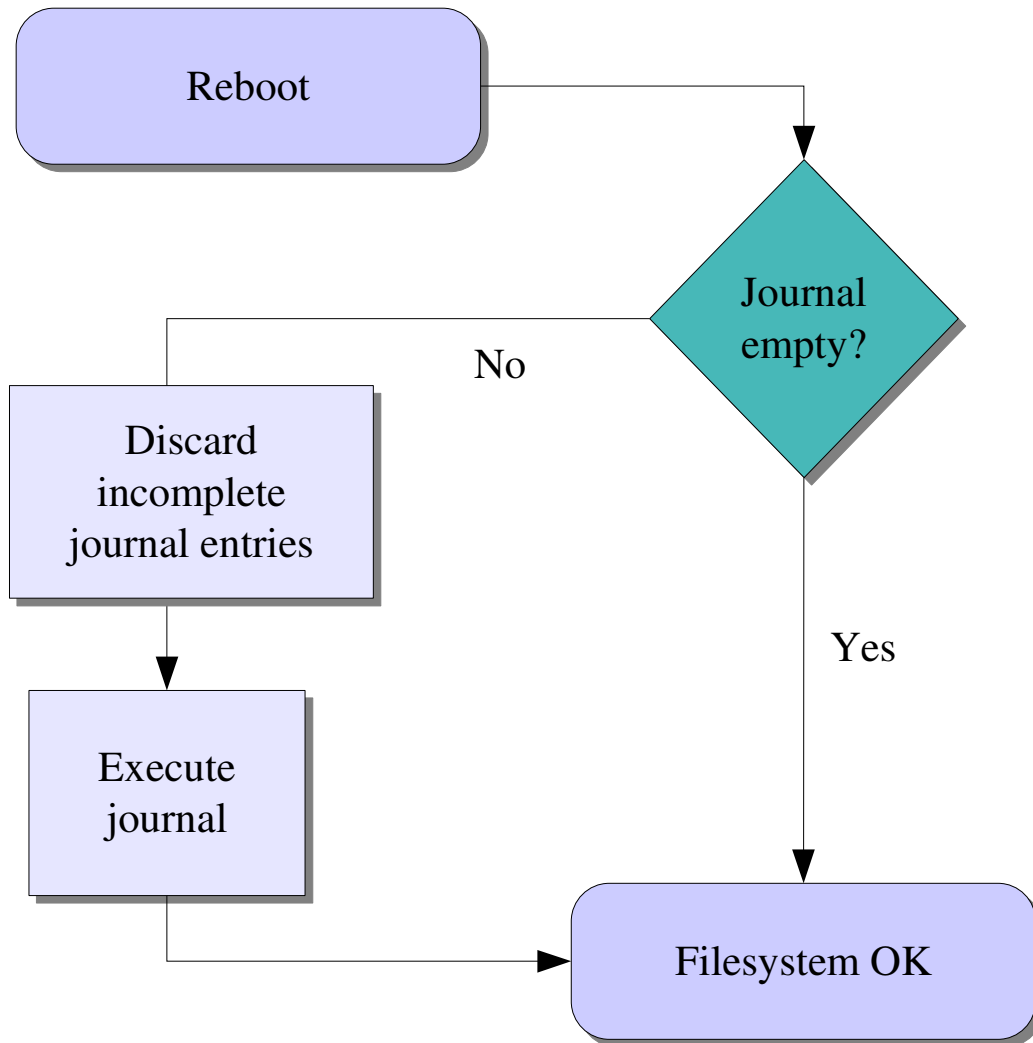 Reboot
Journal
empty?
No
Discard
incomplete
journal entries
Yes
Execute
journal
Filesystem OK